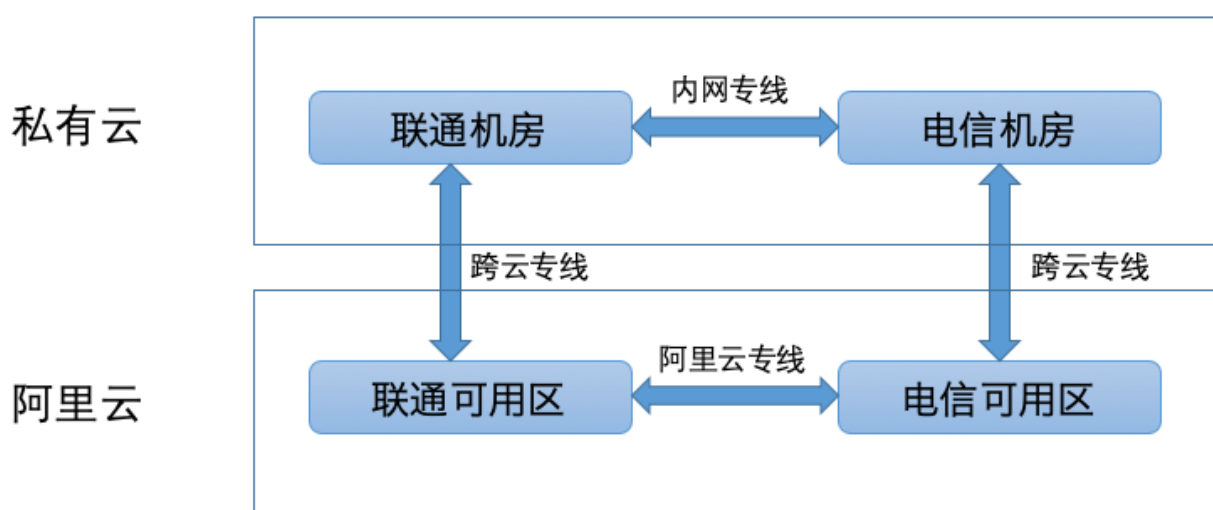 私有云
联通机房
内网专线
电信机房
跨云专线
跨云专线
阿里云
联通可用区
阿里云专线
电信可用区